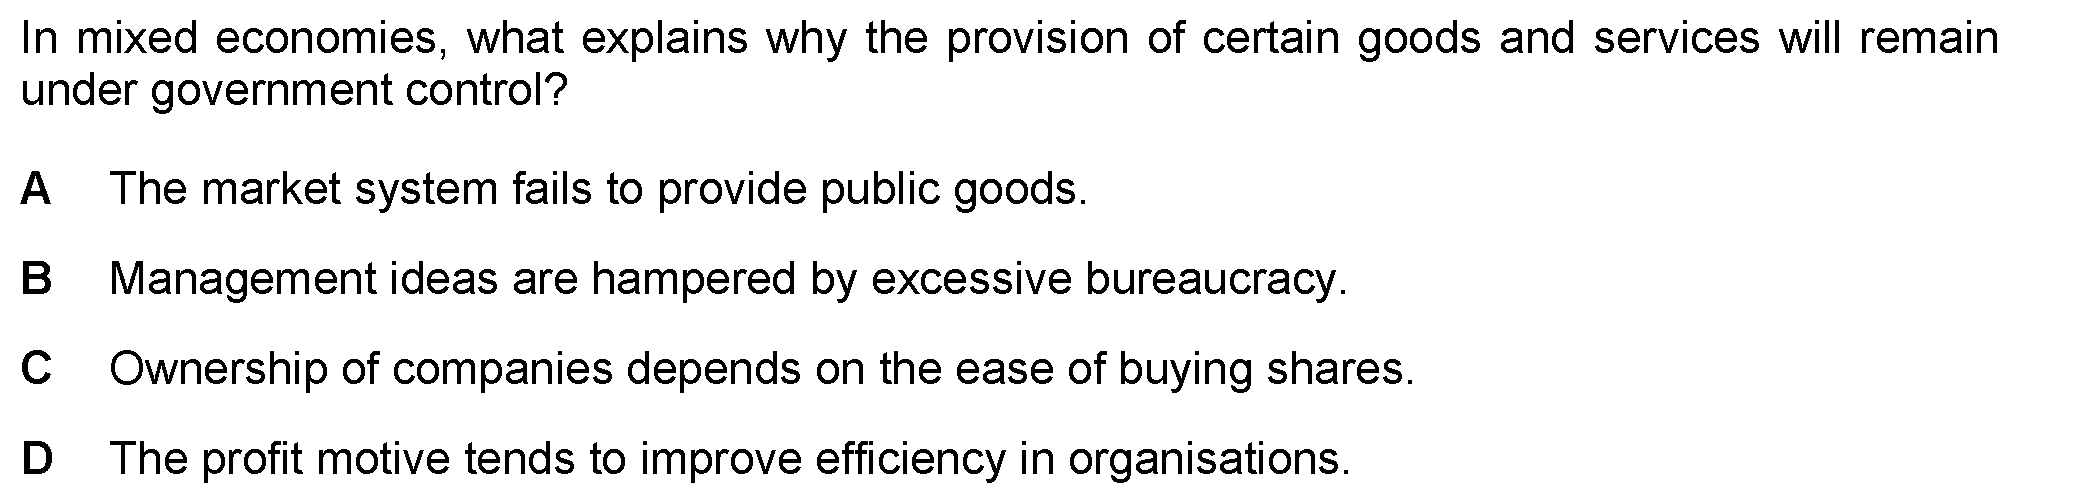 In mixed economies, what explains why the provision of certain goods and services will remain
under government control?
A The market system fails to provide public goods.
B Management ideas are hampered by excessive bureaucracy.
C Ownership of companies depends on the ease of buying shares.
D The profit motive tends to improve efficiency in organisations.